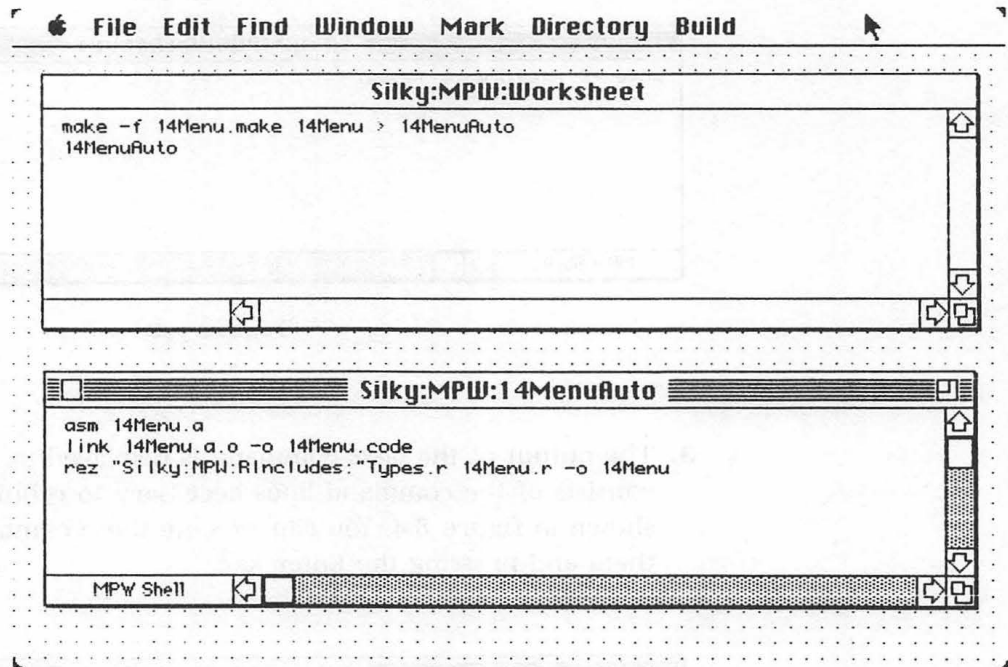 File Edit Find Window Mark Directory Build
Silky:MPW:Worksheet
make -f 14Menu.make 14Menu > 14MenuAuto
14MenuAuto
Silky:MPW:14MenuAuto
asm 14Menu.a
link 14Menu.a.o -o 14Menu.code
rez "Silky:MPW:RIncludes:"Types.r 14Menu.r -o 14Menu
MPW Shell